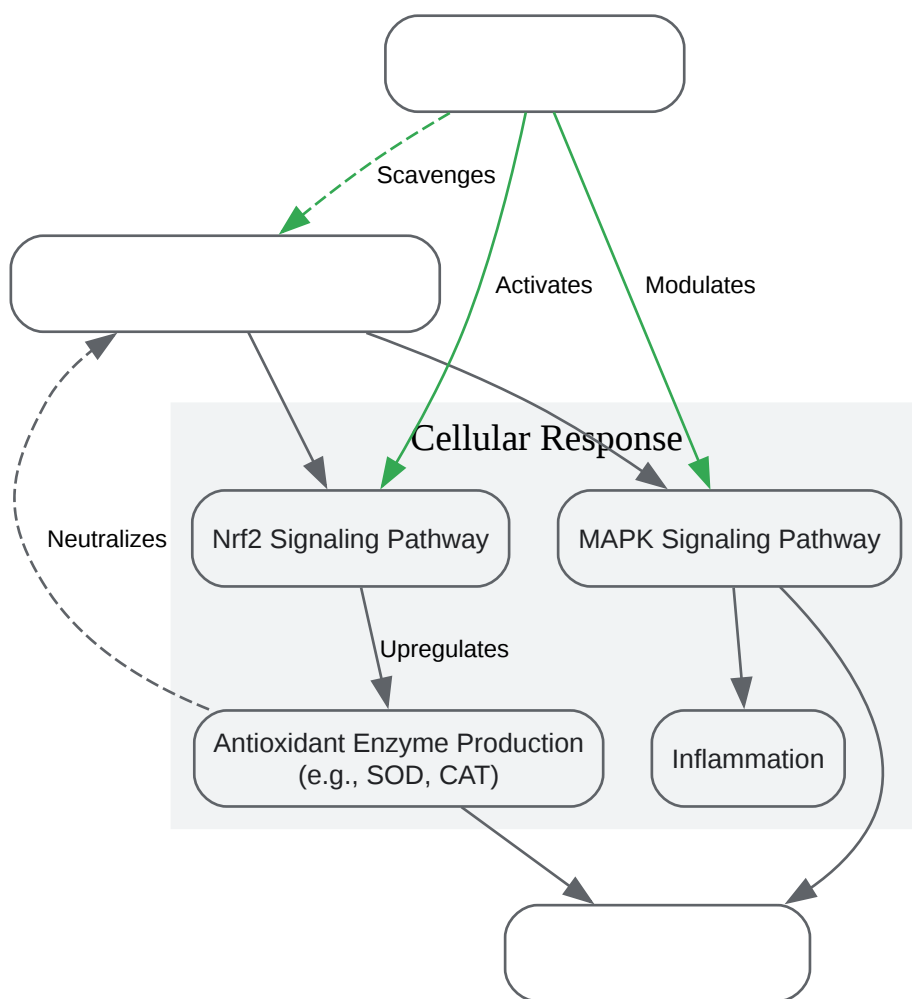 Scavenges
Activates
Modulates
Cellular Response
Nrf2 Signaling Pathway
MAPK Signaling Pathway
Neutralizes
Upregulates
Antioxidant Enzyme Production
(e.g., SOD, CAT)
Inflammation